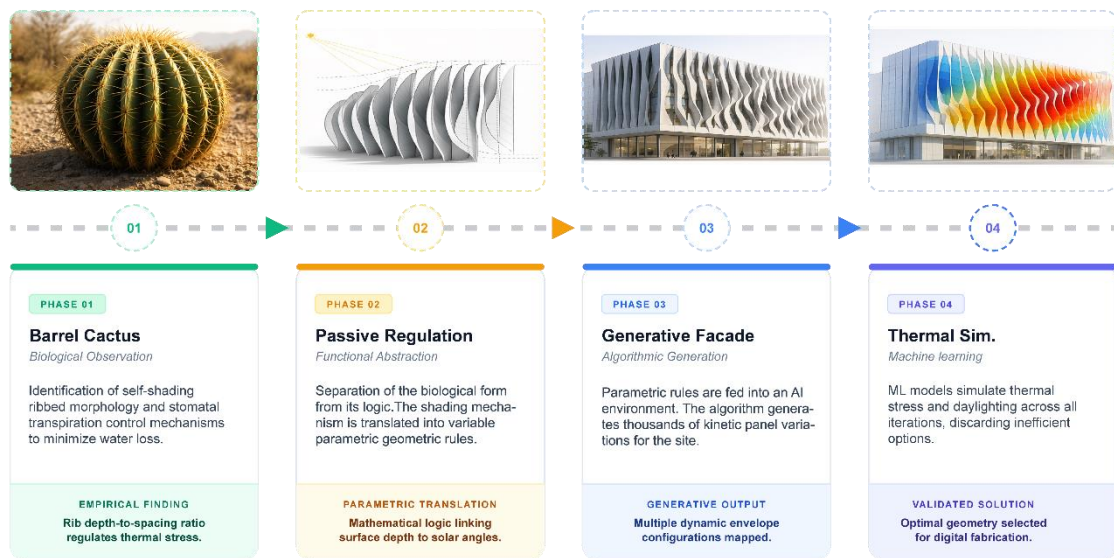 01
02
03
04
PHASE 01
Barrel Cactus
Biological Observation
Identification of self-shading
ribbed morphology and stomatal
transpiration control mechanisms
to minimize water loss.
EMPIRICAL FINDING
Rib depth-to-spacing ratio
regulates thermal stress.
PHASE 02
Passive Regulation
Functional Abstraction
Separation of the biological form
from its logic.The shading mecha-
nism is translated into variable
parametric geometric rules.
PARAMETRIC TRANSLATION
Mathematical logic linking
surface depth to solar angles.
PHASE 03
Generative Facade
Algorithmic Generation
Parametric rules are fed into an AI
environment. The algorithm genera-
tes thousands of kinetic panel varia-
tions for the site.
GENERATIVE OUTPUT
Multiple dynamic envelope
configurations mapped.
PHASE 04
Thermal Sim.
Machine learning
ML models simulate thermal
stress and daylighting across all
iterations, discarding inefficient
options.
VALIDATED SOLUTION
Optimal geometry selected
for digital fabrication.